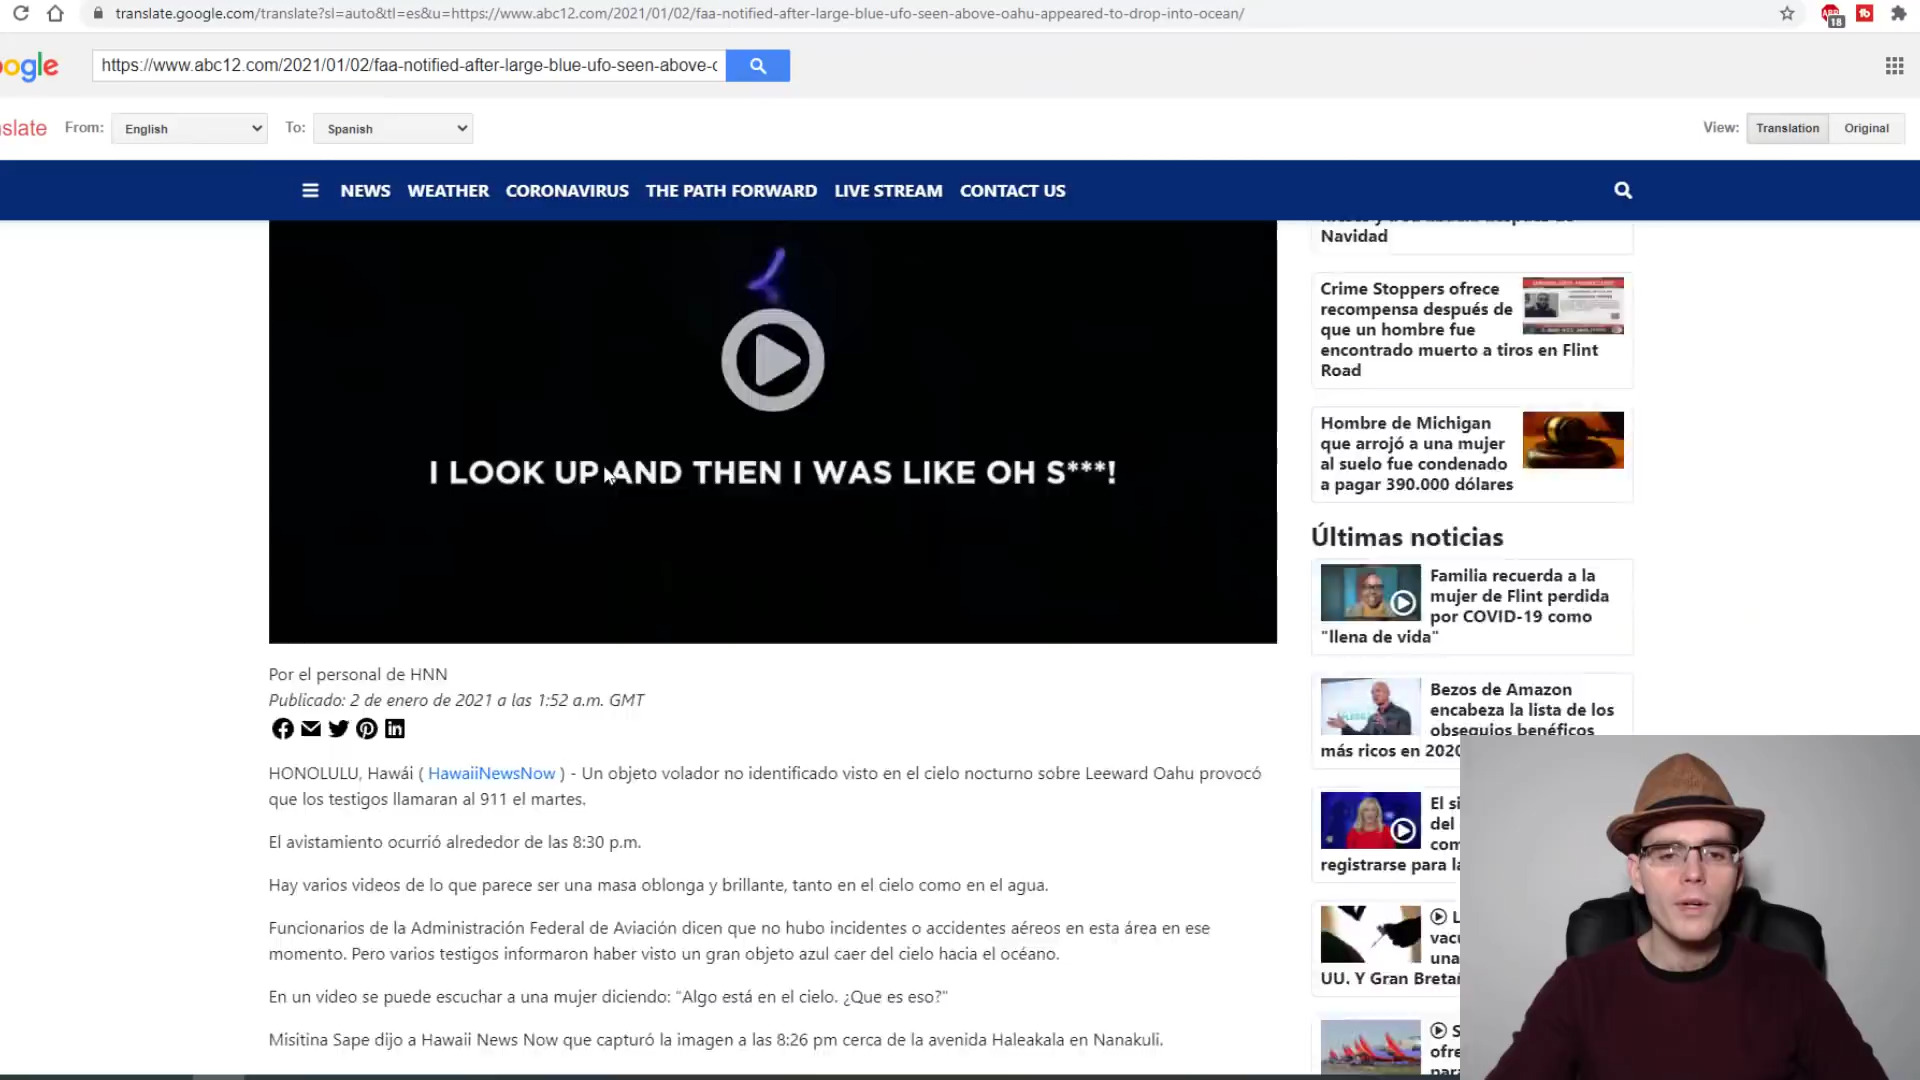 translate.google.com/translate?sl=auto&tl=es&u=https://www.abc12.com/2021/01/02/faa-notified-after-large-blue-ufo-seen-above-oahu-appeared-to-drop-into-ocean/
18
ogle
https://www.abc12.com/2021/01/02/faa-notified-after-large-blue-ufo-seen-above-
slate
From: English
To: Spanish
View: Translation Original
NEWS WEATHER CORONAVIRUS THE PATH FORWARD LIVE STREAM CONTACT US
I LOOK UP AND THEN I WAS LIKE OH S***!
Por el personal de HNN
Publicado: 2 de enero de 2021 a las 1:52 a.m. GMT
HONOLULU, Hawái ( HawaiiNewsNow ) - Un objeto volador no identificado visto en el cielo nocturno sobre Leeward Oahu provocó
que los testigos llamaran al 911 el martes.
El avistamiento ocurrió alrededor de las 8:30 p.m.
Hay varios videos de lo que parece ser una masa oblonga y brillante, tanto en el cielo como en el agua.
Funcionarios de la Administración Federal de Aviación dicen que no hubo incidentes o accidentes aéreos en esta área en ese
momento. Pero varios testigos informaron haber visto un gran objeto azul caer del cielo hacia el océano.
En un video se puede escuchar a una mujer diciendo: "Algo está en el cielo. ¿Que es eso?"
Misitina Sape dijo a Hawaii News Now que capturó la imagen a las 8:26 pm cerca de la avenida Haleakala en Nanakuli.
Navidad
Crime Stoppers ofrece
recompensa después de
que un hombre fue
encontrado muerto a tiros en Flint
Road
Hombre de Michigan
que arrojó a una mujer
al suelo fue condenado
a pagar 390.000 dólares
Últimas noticias
Familia recuerda a la
mujer de Flint perdida
por COVID-19 como
"llena de vida"
Bezos de Amazon
encabeza la lista de los
obsequios benéficos
más ricos en 2020
El si
del
com
registrarse para la
L
vacu
una
UU. Y Gran Bretañ
S
ofre
para